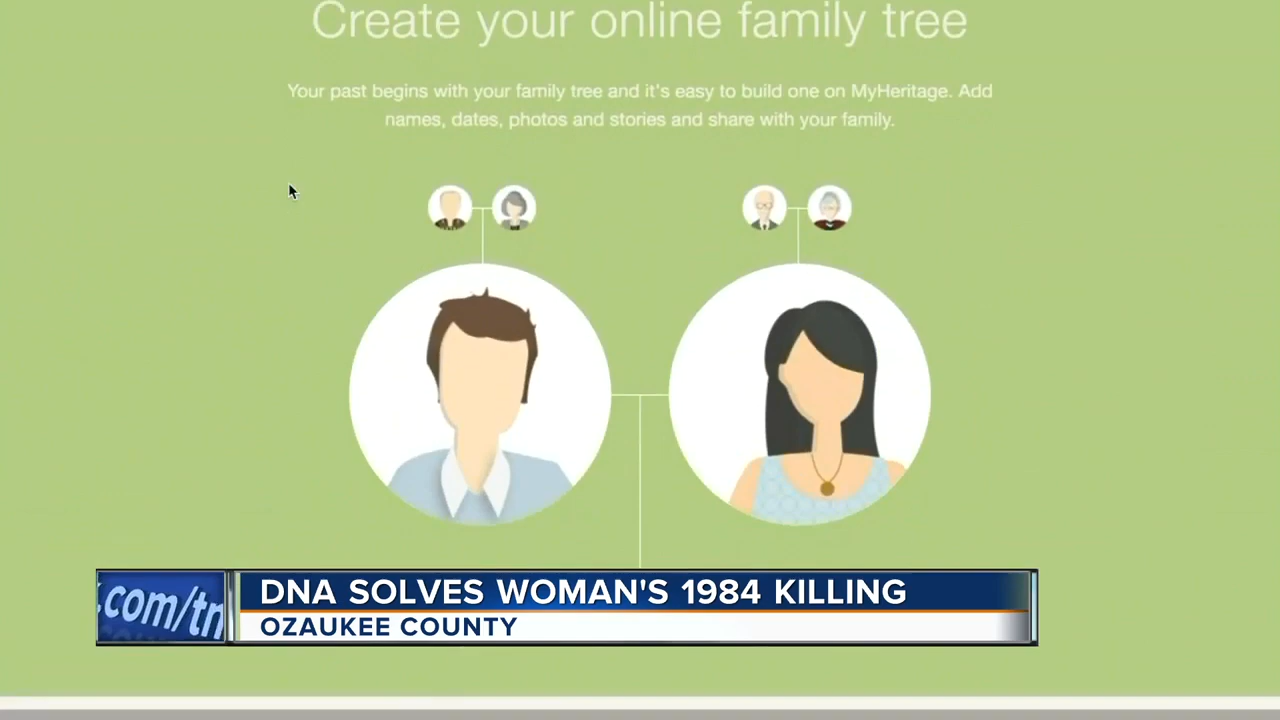 Create your online family tree
Your past begins with your family tree and it's easy to build one on MyHeritage. Add
names, dates, photos and stories and share with your family.
.com/tn
DNA SOLVES WOMAN'S 1984 KILLING
OZAUKEE COUNTY